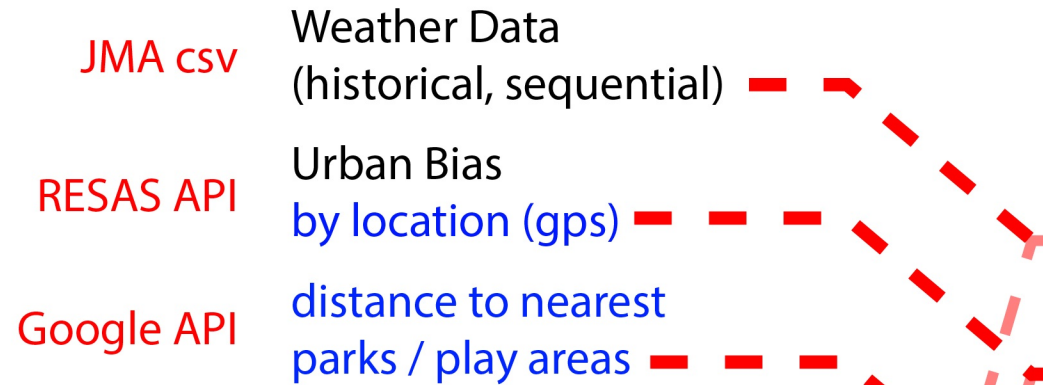 JMA csv
Weather Data
(historical, sequential)
RESAS API
Urban Bias
by location (gps)
Google API
distance to nearest
parks / play areas